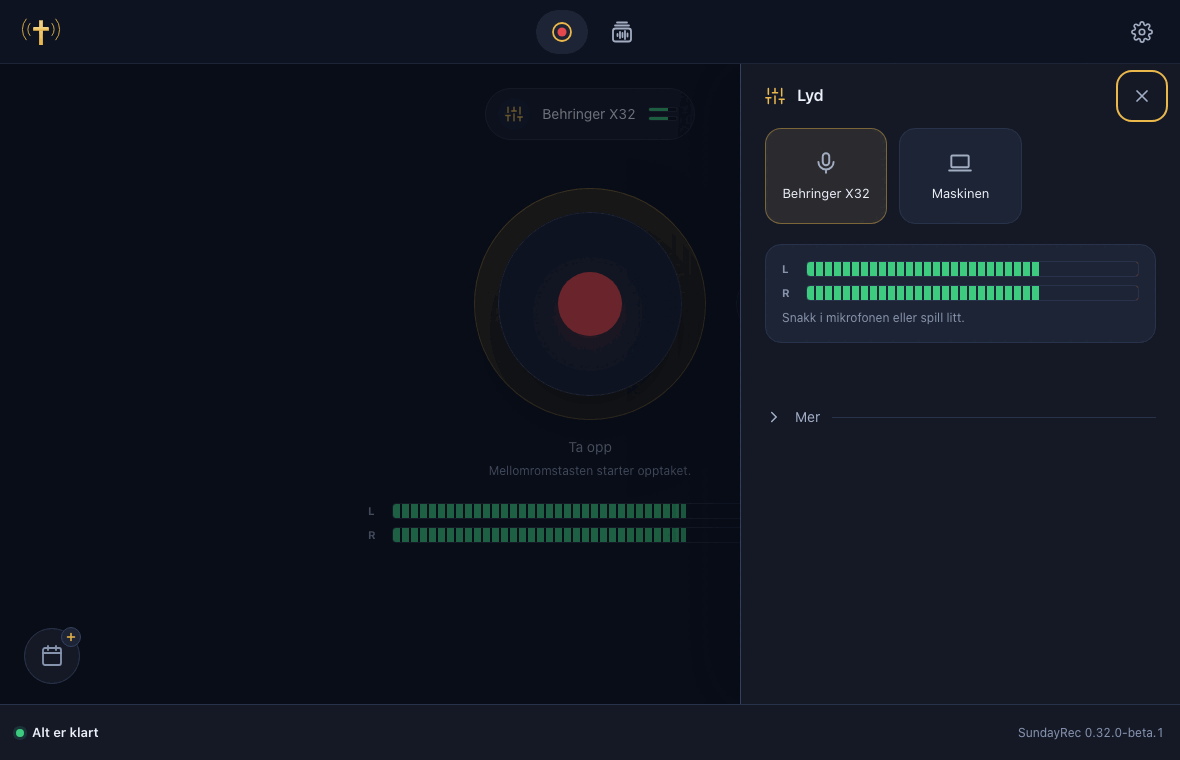 Behringer X32
Ta opp
Mellomromstasten starter opptaket.
L
R
Lyd
Behringer X32
Maskinen
L
R
Snakk i mikrofonen eller spill litt.
Mer
Alt er klart
SundayRec 0.32.0-beta.1